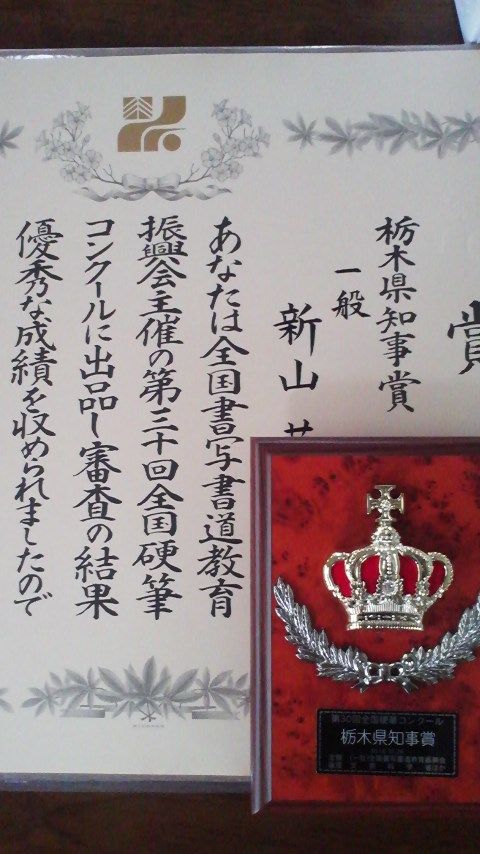 賞
栃木県知事賞
一般
新山
あなたは全国書写書道教育
振興会主催の第三十回全国硬筆
コンクールに出品し審査の結果
優秀な成績を収められましたので
第30回全国硬筆コンクール
栃木県知事賞